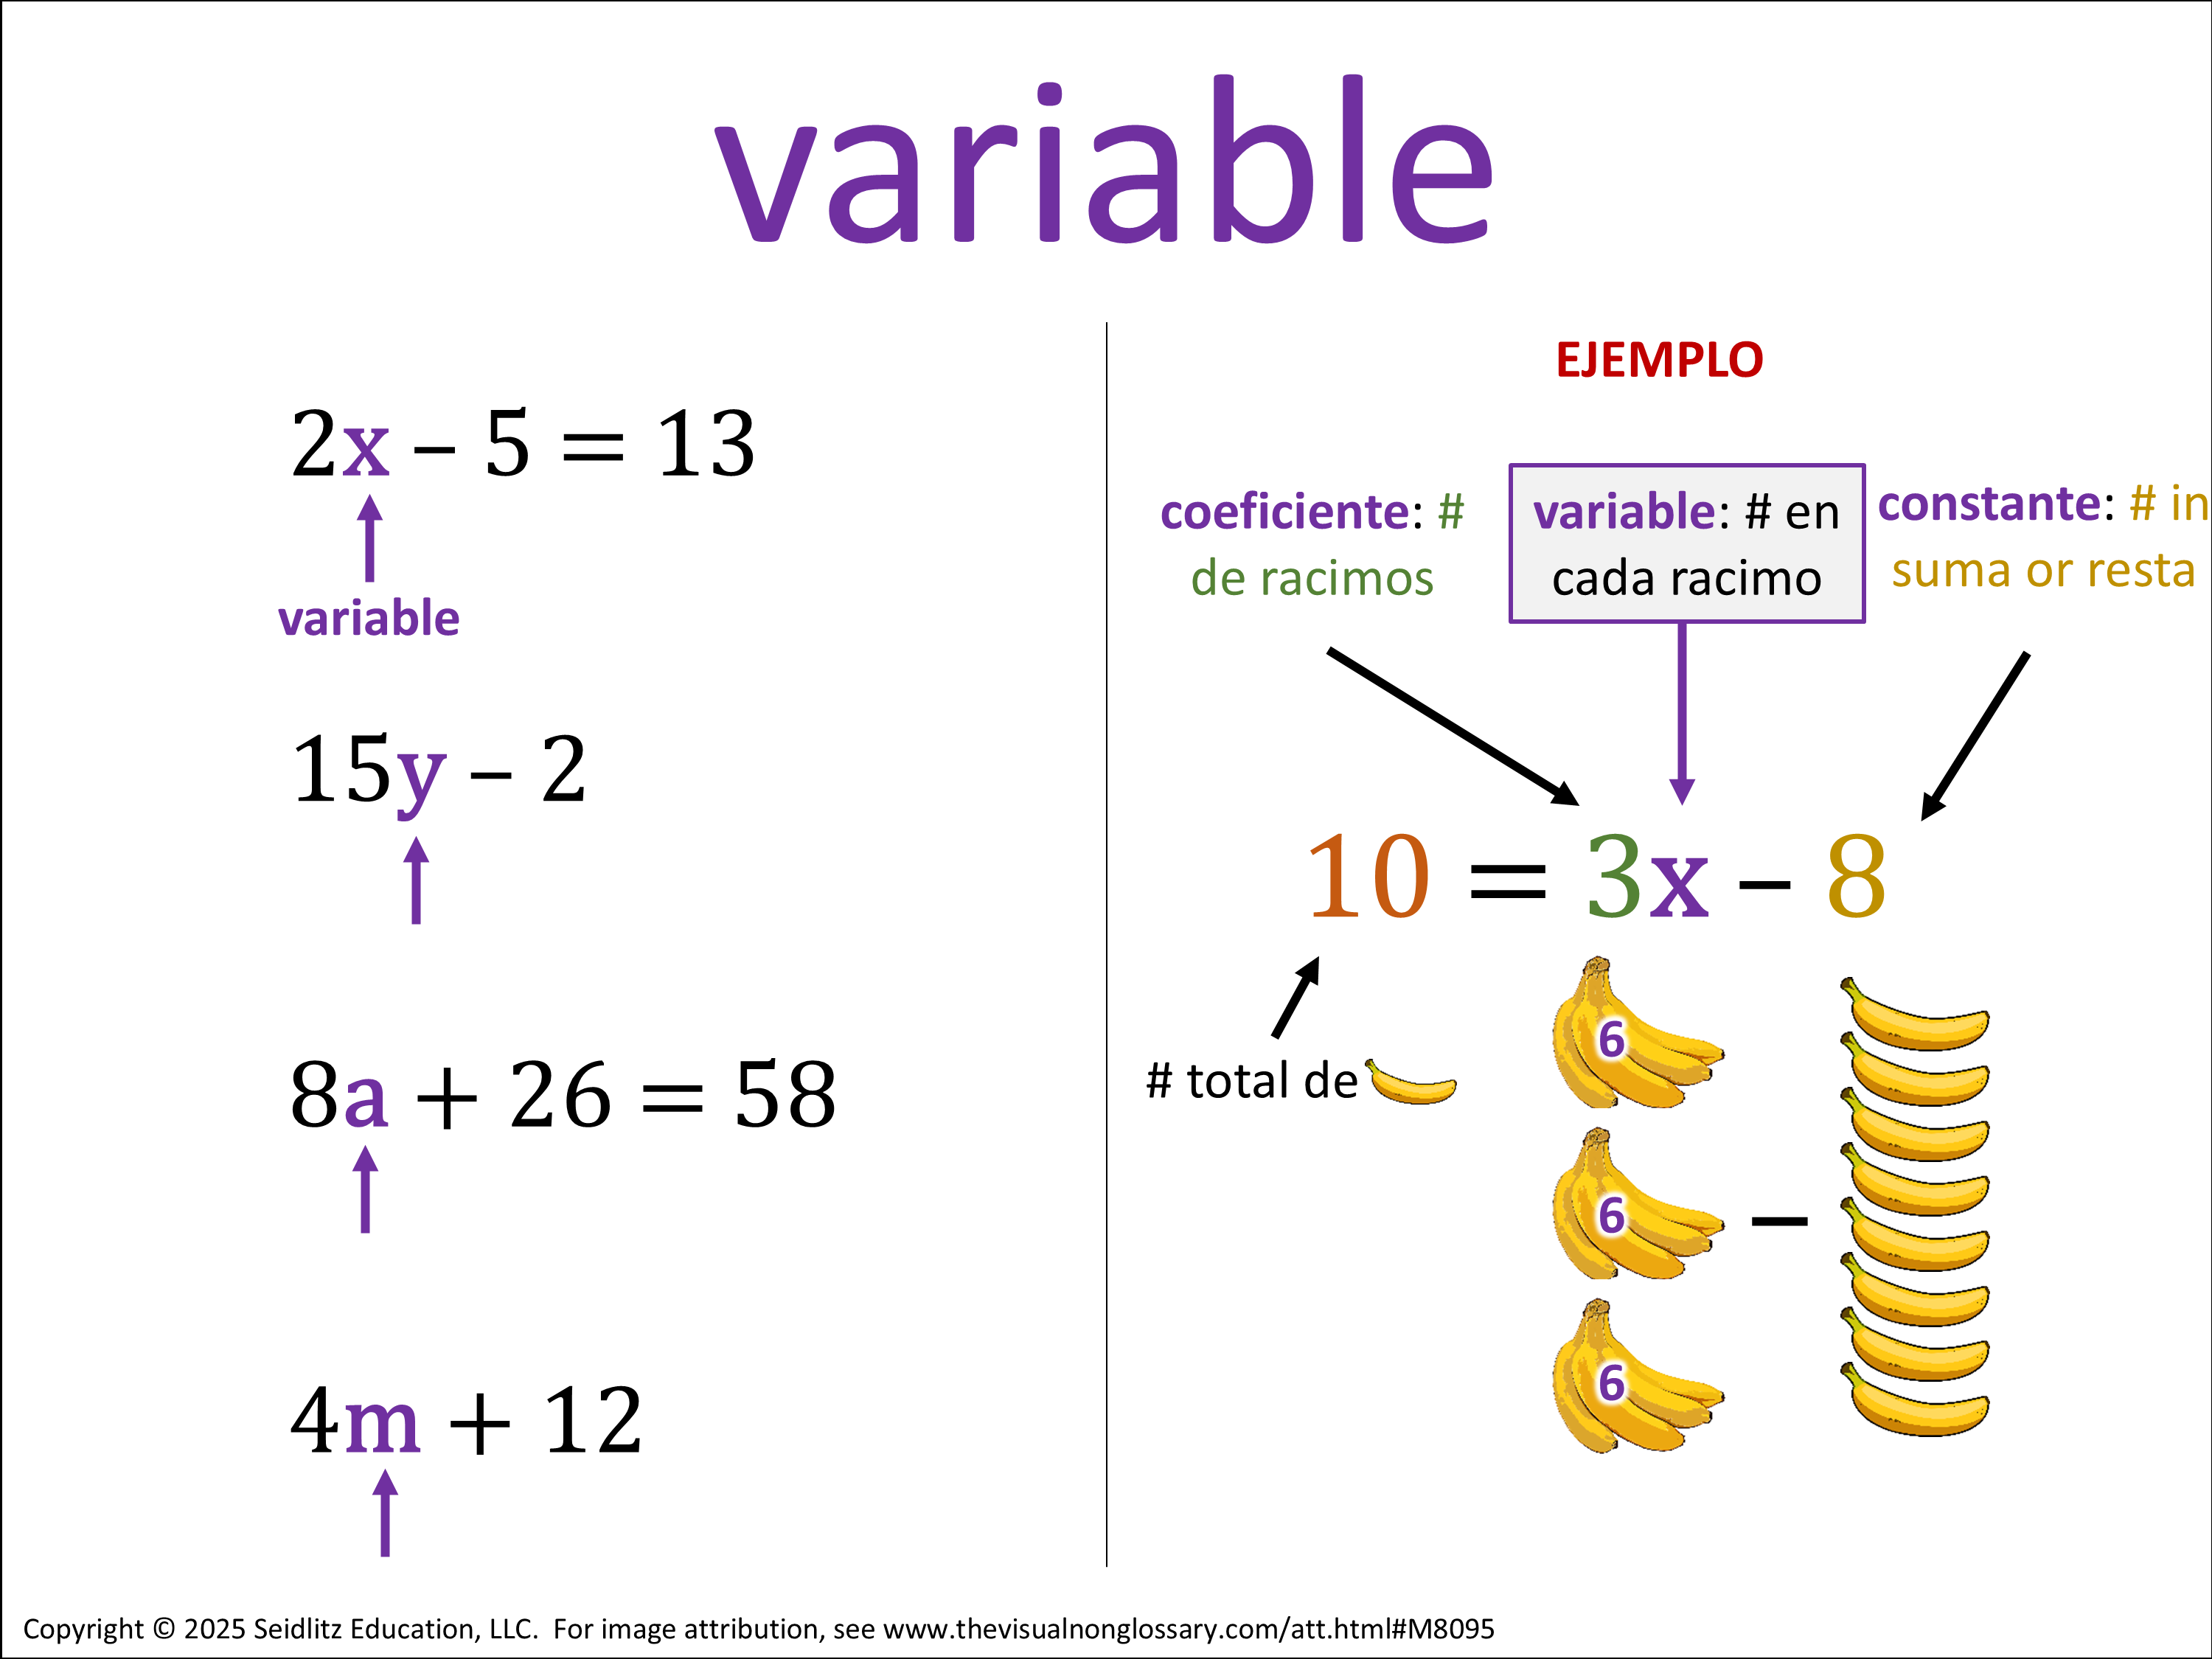 variable
2x – 5 = 13
variable
15y – 2
8a + 26 = 58
4m + 12
EJEMPLO
coeficiente: #
de racimos
variable: # en
cada racimo
constante: # in
suma or resta
10 = 3x – 8
# total de
6
6
–
6
Copyright © 2025 Seidlitz Education, LLC. For image attribution, see www.thevisualnonglossary.com/att.html#M8095